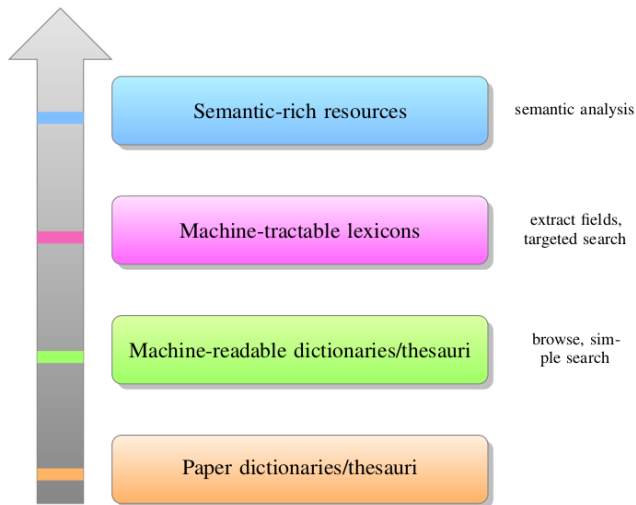 Semantic-rich resources
semantic analysis
Machine-tractable lexicons
extract fields,
targeted search
Machine-readable dictionaries/thesauri
browse, sim-
ple search
Paper dictionaries/thesauri